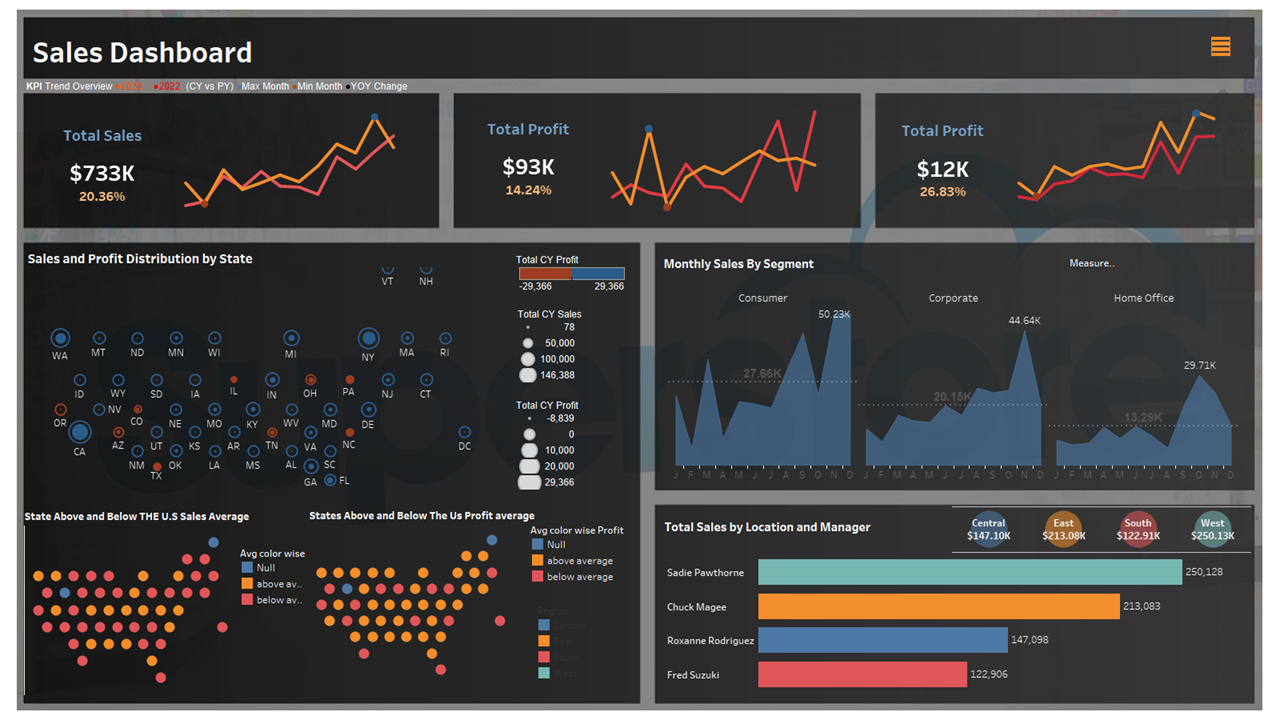 Sales Dashboard
KPI Trend Overview ●2021 ●2022 (CY vs PY) Max Month ●Min Month ●YOY Change
Total Sales
$733K
20.36%
Total Profit
$93K
14.24%
Total Profit
$12K
26.83%
Sales and Profit Distribution by State
VT NH
WA MT ND MN WI MI NY MA RI
ID WY SD IA IL IN OH PA NJ CT
OR NV CO NE MO KY WV MD DE
CA AZ UT KS AR TN VA NC DC
NM OK LA MS AL SC
TX GA FL
Total CY Profit
-29,366 29,366
Total CY Sales
78
50,000
100,000
146,388
Total CY Profit
-8,839
0
10,000
20,000
29,366
Monthly Sales By Segment
Measure..
Consumer Corporate Home Office
50.23K
44.64K
29.71K
27.66K
20.15K
13.29K
J F M A M J J A S O N D J F M A M J J A S O N D J F M A M J J A S O N D
Superstore
State Above and Below THE U.S Sales Average
Avg color wise
Null
above av..
below av..
States Above and Below The Us Profit average
Avg color wise Profit
Null
above average
below average
Region
Total Sales by Location and Manager
Central
$147.10K
East
$213.08K
South
$122.91K
West
$250.13K
Sadie Pawthorne 250,128
Chuck Magee 213,083
Roxanne Rodriguez 147,098
Fred Suzuki 122,906